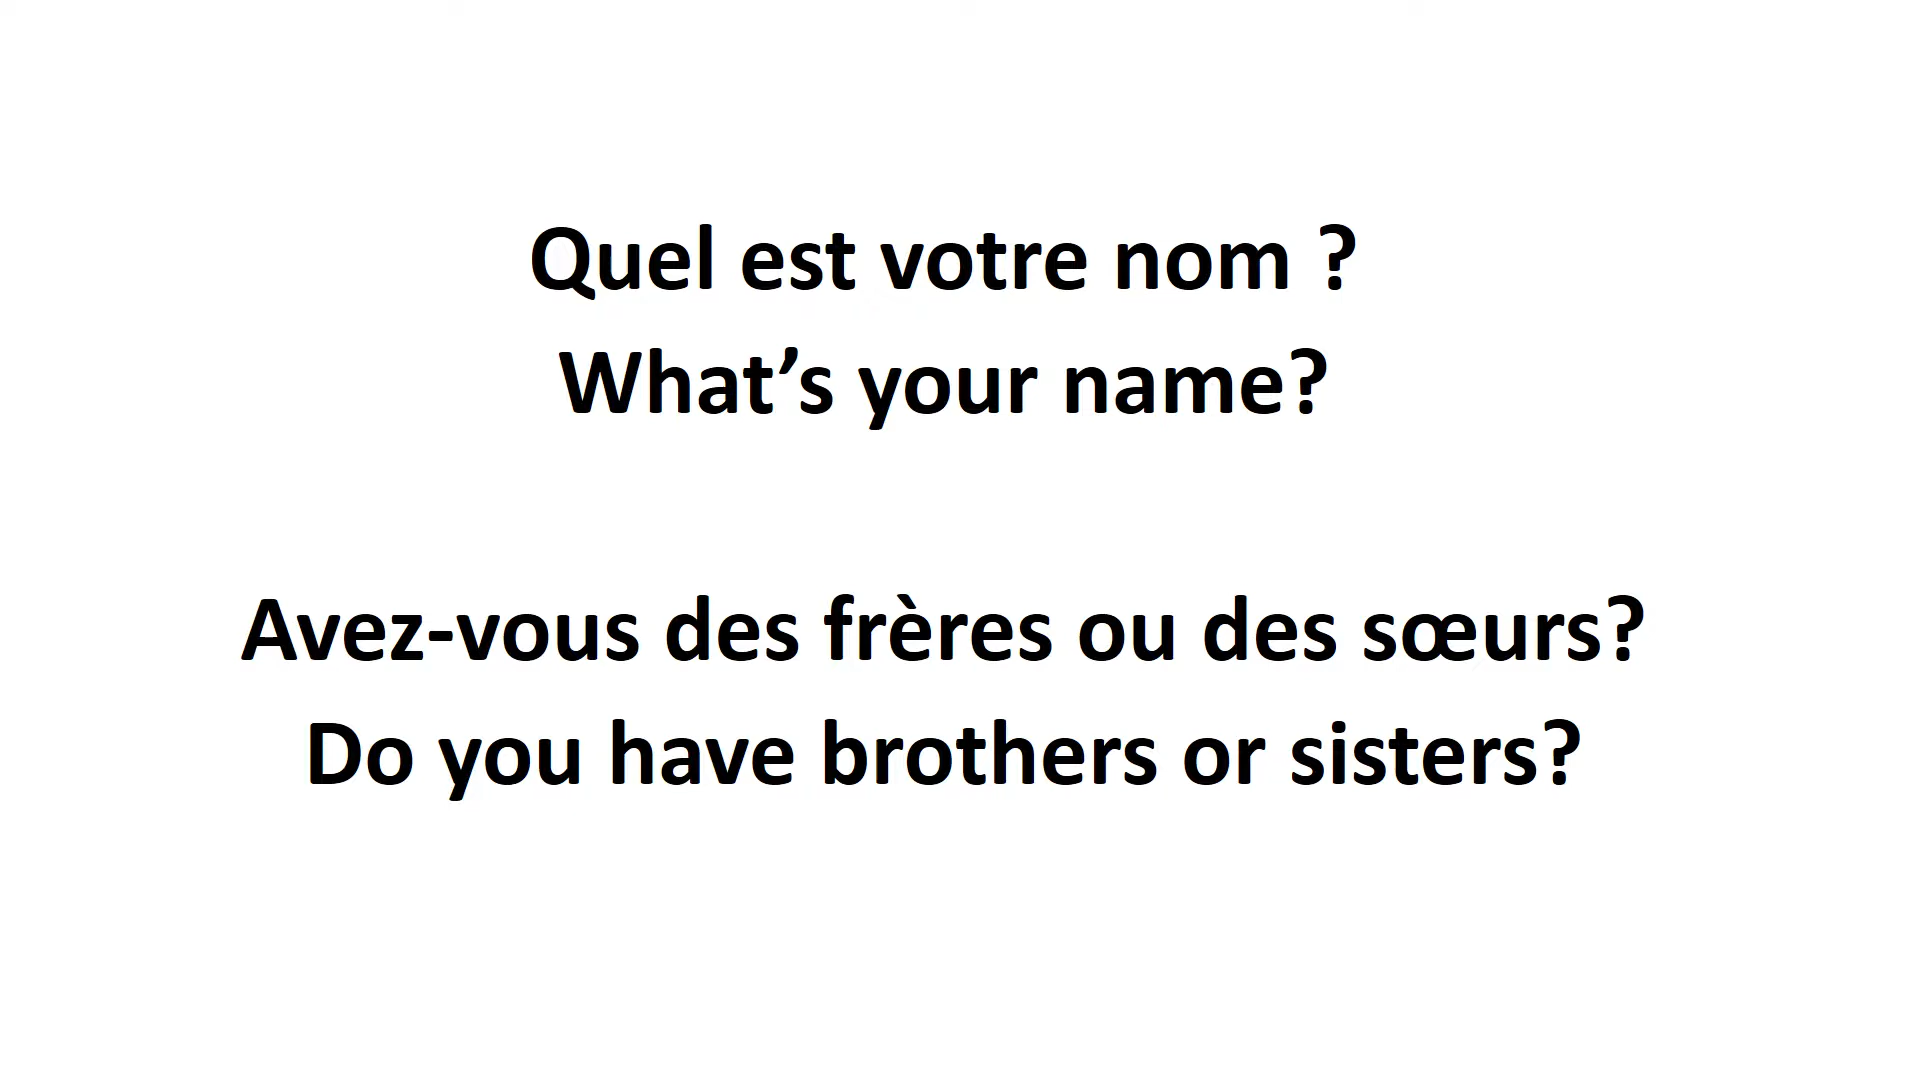 Quel est votre nom ?
What’s your name?
Avez-vous des frères ou des sœurs?
Do you have brothers or sisters?